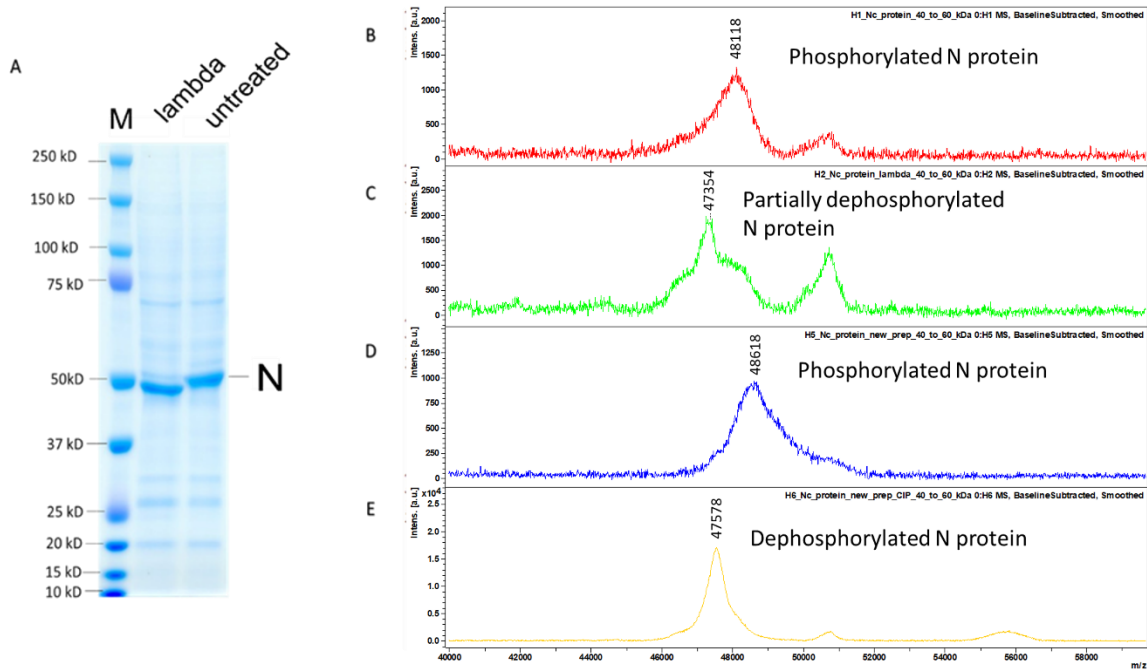 A
M
lambda
untreated
250 kD
150 kD
100 kD
75 kD
50kD
37 kD
25 kD
20 kD
15 kD
10 kD
N
B
H1_Nc_protein_40_to_60_kDa 0:H1 MS, BaselineSubtracted, Smoothed
Intens. [a.u.]
2000
1500
1000
500
0
48118
Phosphorylated N protein
C
H2_Nc_protein_lambda_40_to_60_kDa 0:H2 MS, BaselineSubtracted, Smoothed
Intens. [a.u.]
2500
2000
1500
1000
500
0
47354
Partially dephosphorylated
N protein
D
H5_Nc_protein_new_prep_40_to_60_kDa 0:H5 MS, BaselineSubtracted, Smoothed
Intens. [a.u.]
1250
1000
750
500
250
0
48618
Phosphorylated N protein
E
H6_Nc_protein_new_prep_CIP_40_to_60_kDa 0:H6 MS, BaselineSubtracted, Smoothed
Intens. [a.u.]
x10^4
2.5
2.0
1.5
1.0
0.5
0.0
47578
Dephosphorylated N protein
40000 42000 44000 46000 48000 50000 52000 54000 56000 58000
m/z